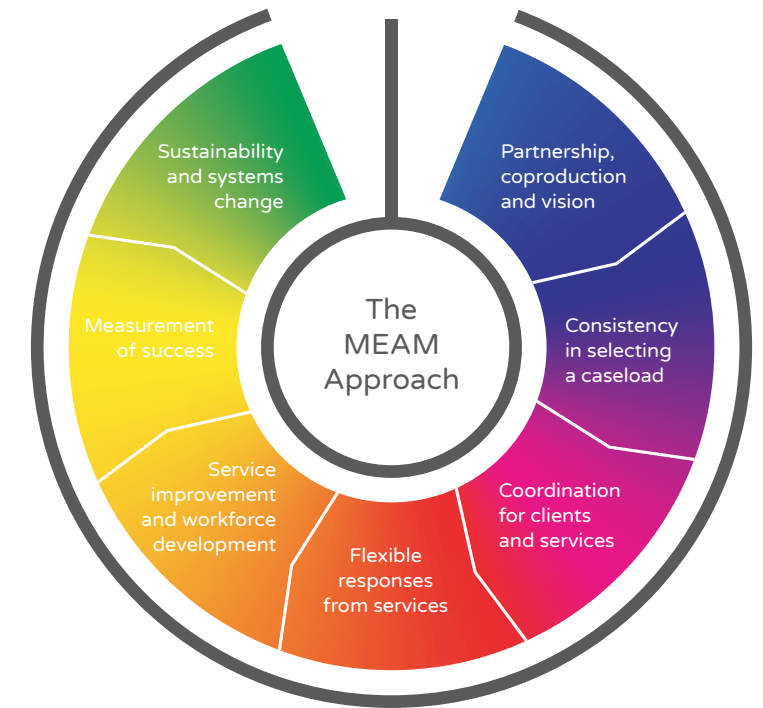 The
MEAM
Approach
Partnership,
coproduction
and vision
Consistency
in selecting
a caseload
Coordination
for clients
and services
Flexible
responses
from services
Service
improvement
and workforce
development
Measurement
of success
Sustainability
and systems
change